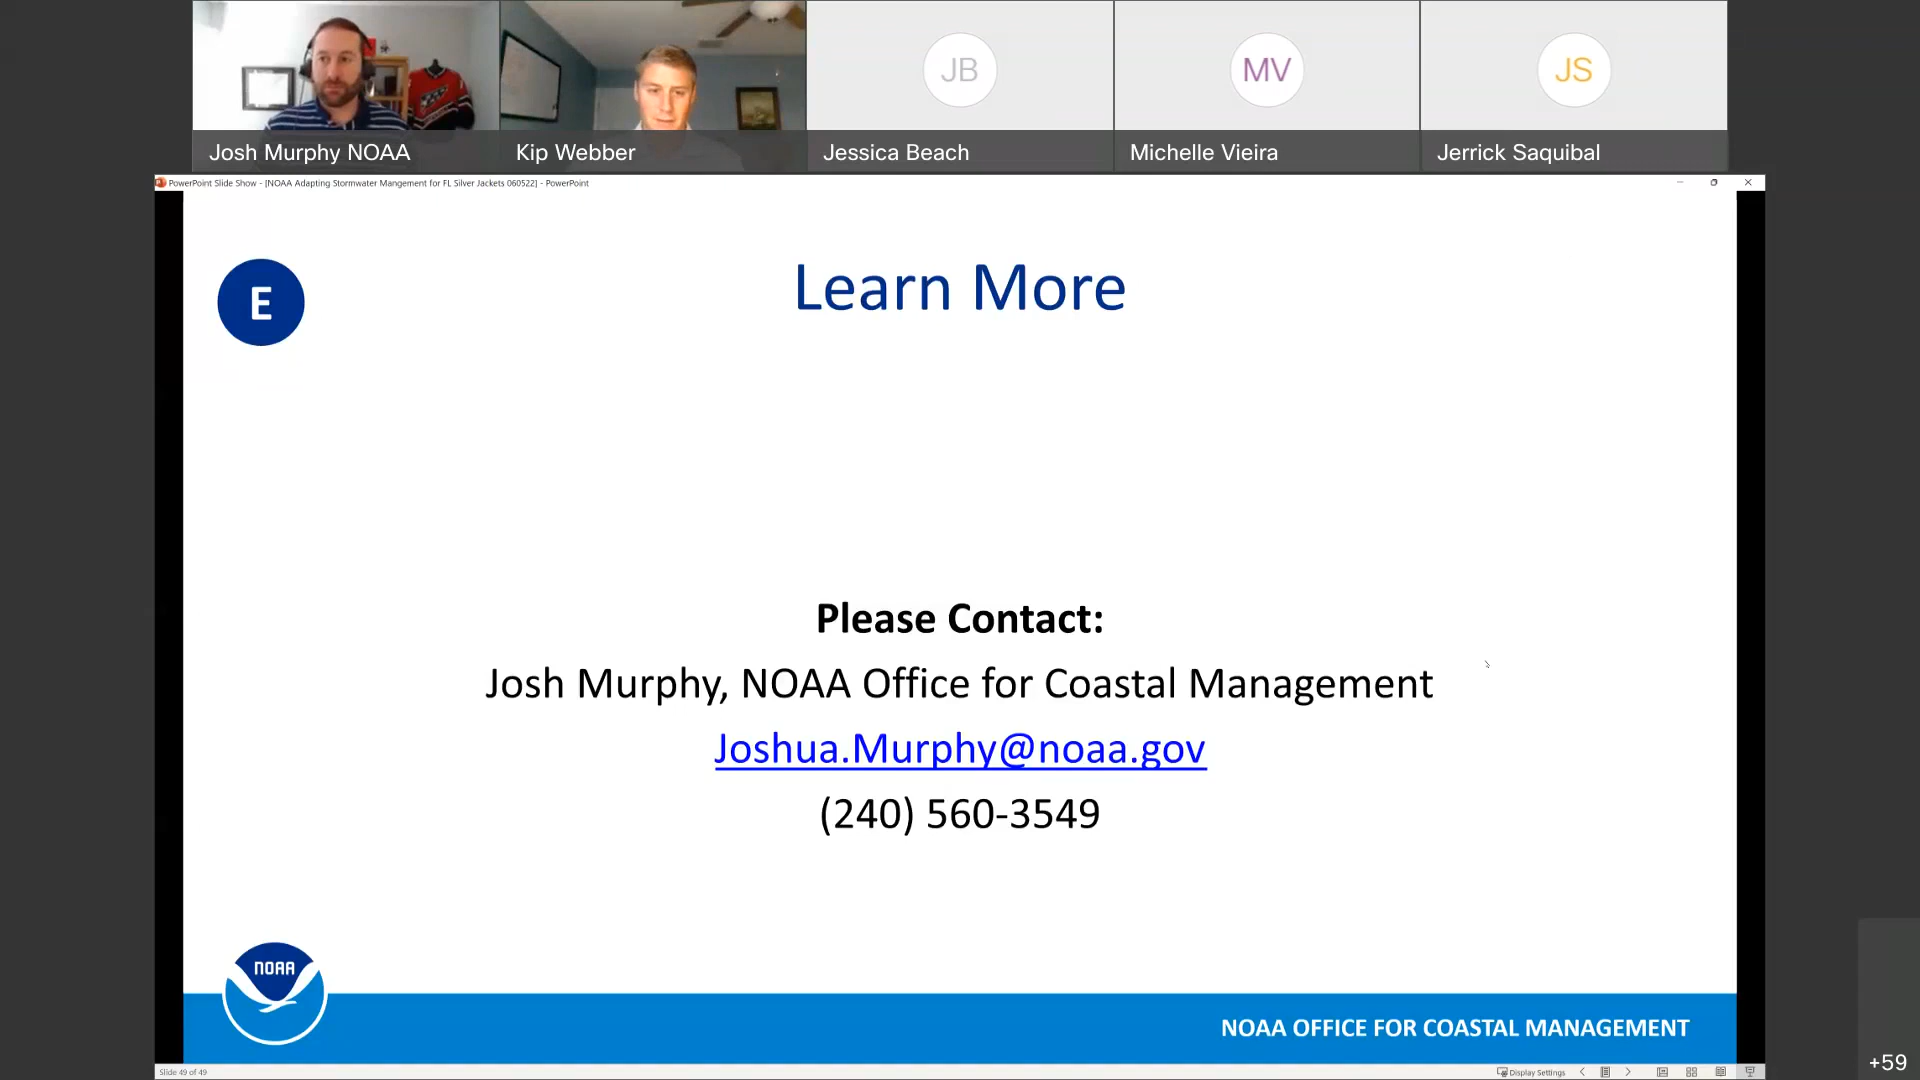 JB
MV
JS
Josh Murphy NOAA
Kip Webber
Jessica Beach
Michelle Vieira
Jerrick Saquibal
PowerPoint Slide Show - [NOAA Adapting Stormwater Mangement for FL Silver Jackets 060522] - PowerPoint
E
Learn More
Please Contact:
Josh Murphy, NOAA Office for Coastal Management
Joshua.Murphy@noaa.gov
(240) 560-3549
NOAA
NOAA OFFICE FOR COASTAL MANAGEMENT
Slide 49 of 49
Display Settings
+59